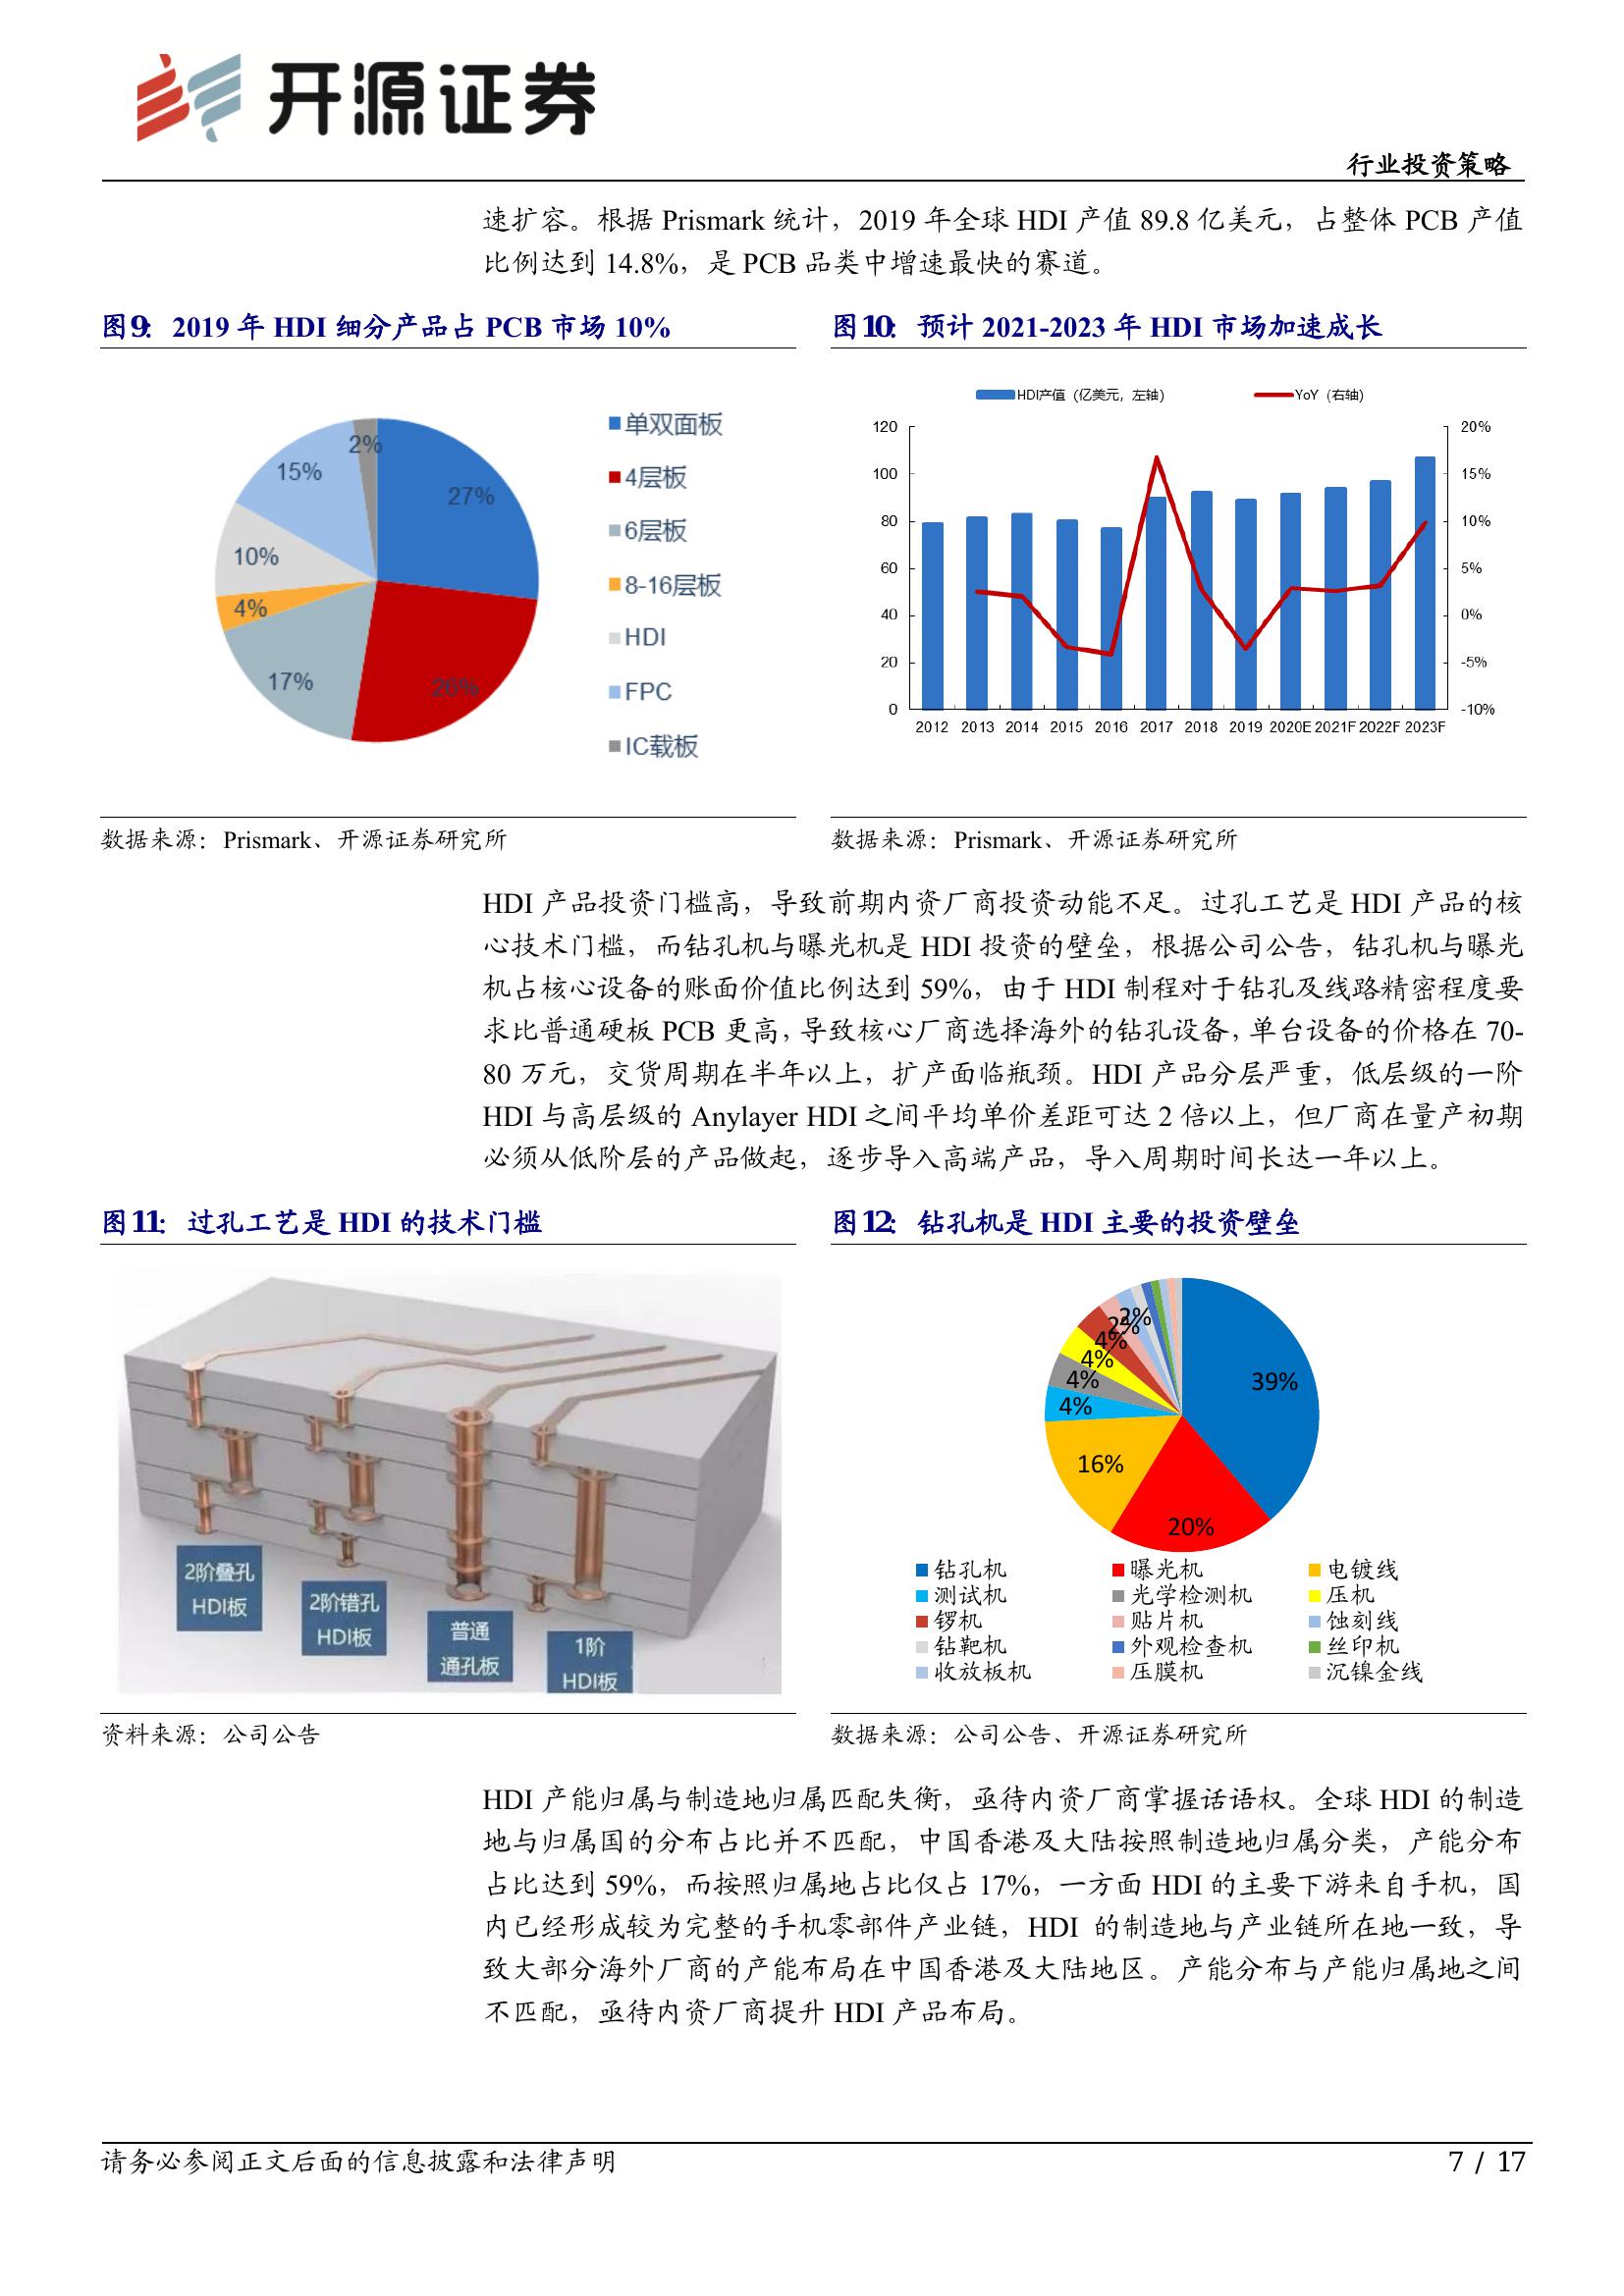 开源证券
行业投资策略
速扩容。根据 Prismark 统计，2019 年全球 HDI 产值 89.8 亿美元，占整体 PCB 产值
比例达到 14.8%，是 PCB 品类中增速最快的赛道。
图9： 2019 年 HDI 细分产品占 PCB 市场 10%
2%
15%
27%
10%
4%
17%
26%
单双面板
4层板
6层板
8-16层板
HDI
FPC
IC载板
数据来源：Prismark、开源证券研究所
图10： 预计 2021-2023 年 HDI 市场加速成长
HDI产值（亿美元，左轴） YoY（右轴）
120 20%
100 15%
80 10%
60 5%
40 0%
20 -5%
0 -10%
2012 2013 2014 2015 2016 2017 2018 2019 2020E 2021F 2022F 2023F
数据来源：Prismark、开源证券研究所
HDI 产品投资门槛高，导致前期内资厂商投资动能不足。过孔工艺是 HDI 产品的核
心技术门槛，而钻孔机与曝光机是 HDI 投资的壁垒，根据公司公告，钻孔机与曝光
机占核心设备的账面价值比例达到 59%，由于 HDI 制程对于钻孔及线路精密程度要
求比普通硬板 PCB 更高，导致核心厂商选择海外的钻孔设备，单台设备的价格在 70-
80 万元，交货周期在半年以上，扩产面临瓶颈。HDI 产品分层严重，低层级的一阶
HDI 与高层级的 Anylayer HDI 之间平均单价差距可达 2 倍以上，但厂商在量产初期
必须从低阶层的产品做起，逐步导入高端产品，导入周期时间长达一年以上。
图11： 过孔工艺是 HDI 的技术门槛
2阶叠孔
HDI板
2阶错孔
HDI板
普通
通孔板
1阶
HDI板
资料来源：公司公告
图12： 钻孔机是 HDI 主要的投资壁垒
2%
2%
4%
4%
4%
4%
39%
16%
20%
钻孔机 曝光机 电镀线
测试机 光学检测机 压机
锣机 贴片机 蚀刻线
钻靶机 外观检查机 丝印机
收放板机 压膜机 沉镍金线
数据来源：公司公告、开源证券研究所
HDI 产能归属与制造地归属匹配失衡，亟待内资厂商掌握话语权。全球 HDI 的制造
地与归属国的分布占比并不匹配，中国香港及大陆按照制造地归属分类，产能分布
占比达到 59%，而按照归属地占比仅占 17%，一方面 HDI 的主要下游来自手机，国
内已经形成较为完整的手机零部件产业链，HDI 的制造地与产业链所在地一致，导
致大部分海外厂商的产能布局在中国香港及大陆地区。产能分布与产能归属地之间
不匹配，亟待内资厂商提升 HDI 产品布局。
请务必参阅正文后面的信息披露和法律声明
7 / 17